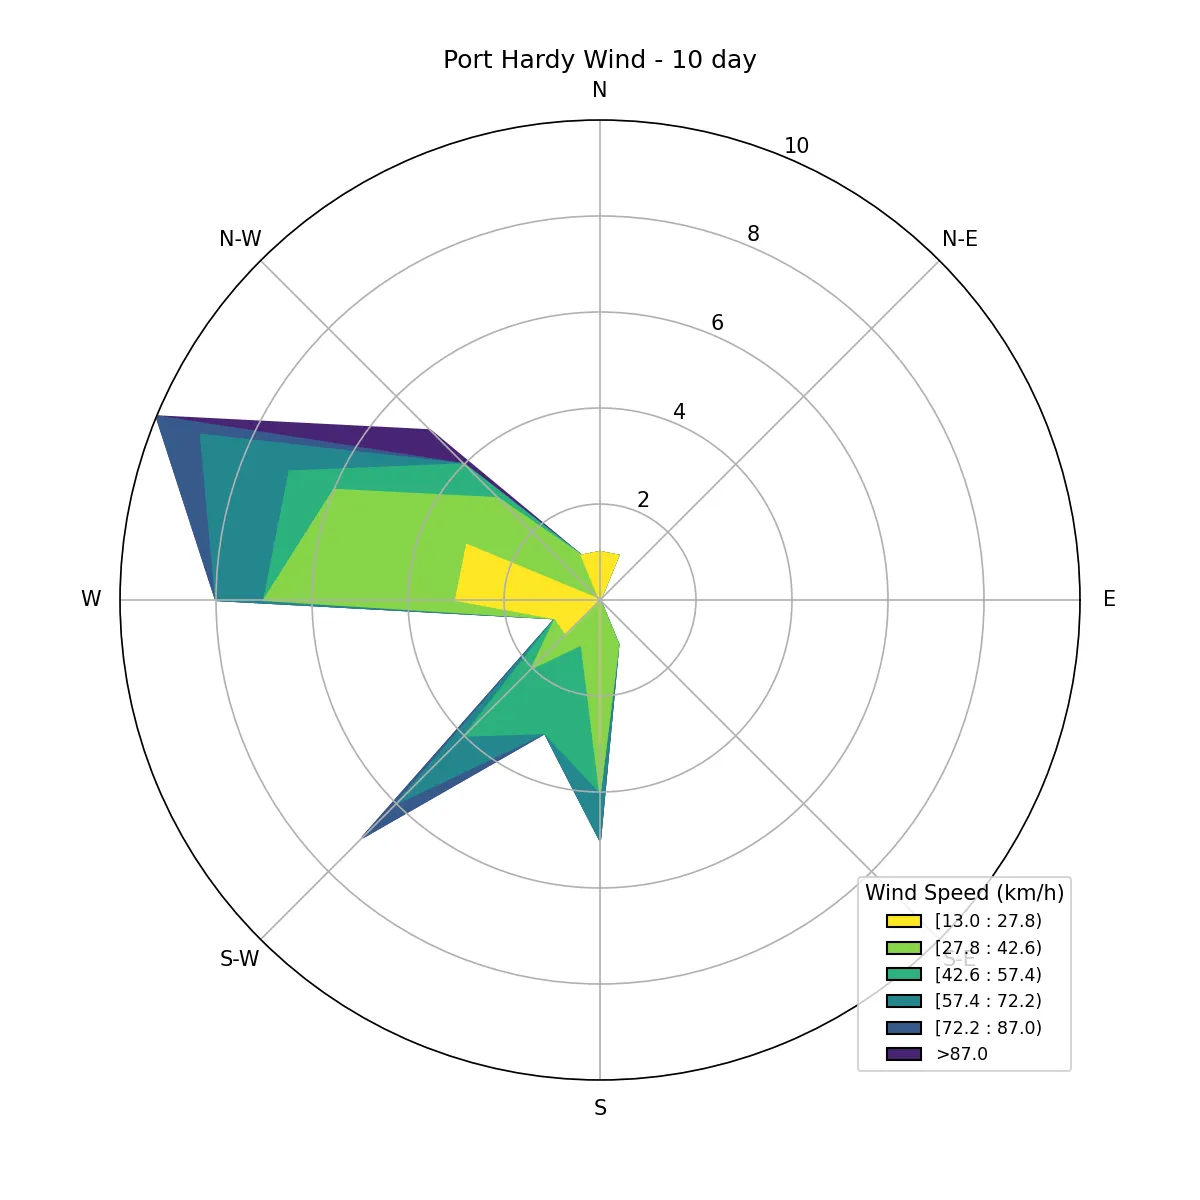 Port Hardy Wind - 10 day
N
10
N-W
N-E
8
6
4
2
W
E
S-W
S-E
S
Wind Speed (km/h)
[13.0 : 27.8)
[27.8 : 42.6)
[42.6 : 57.4)
[57.4 : 72.2)
[72.2 : 87.0)
>87.0